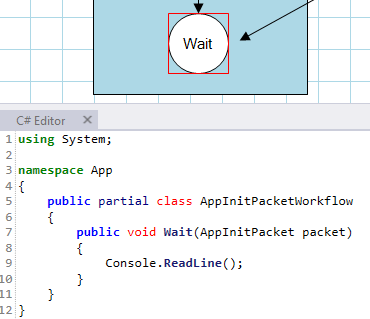 Wait
C# Editor ×
1 using System;
2
3 namespace App
4 {
5     public partial class AppInitPacketWorkflow
6     {
7         public void Wait(AppInitPacket packet)
8         {
9             Console.ReadLine();
10         }
11     }
12 }